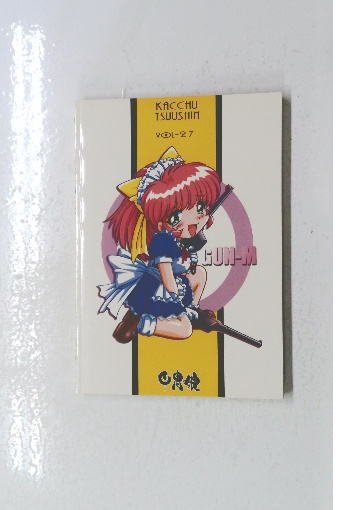 KACCHU
TSUUSHIN
VOL-27
GUN-M